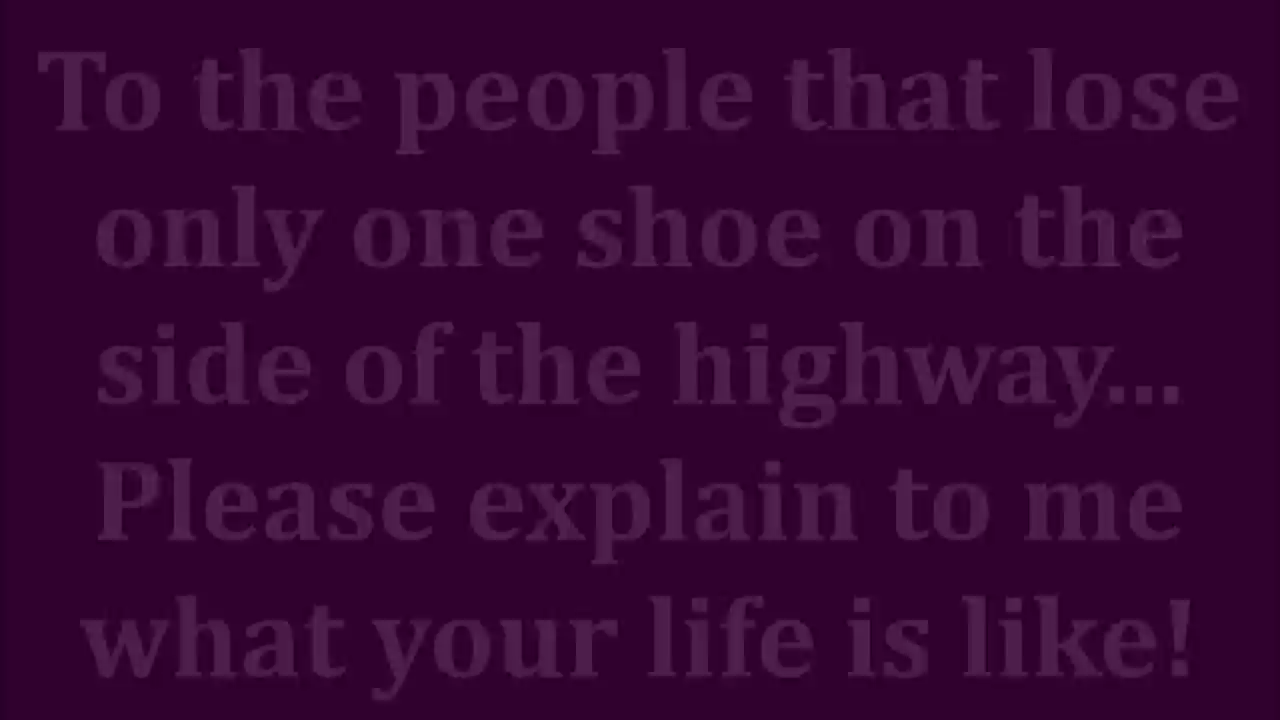 To the people that lose
only one shoe on the
side of the highway...
Please explain to me
what your life is like!